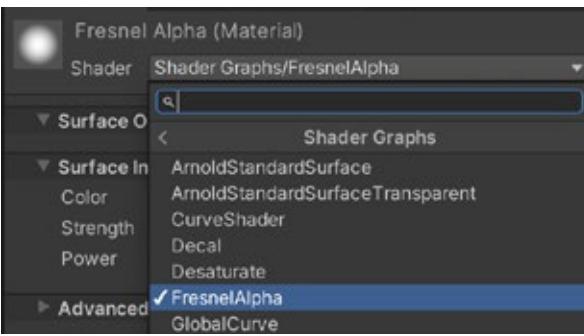 Fresnel Alpha (Material)
Shader Shader Graphs/FresnelAlpha
Surface O
Shader Graphs
Surface In
ArnoldStandardSurface
Color
ArnoldStandardSurfaceTransparent
Strength
CurveShader
Decal
Power
Desaturate
✓ FresnelAlpha
Advanced
GlobalCurve